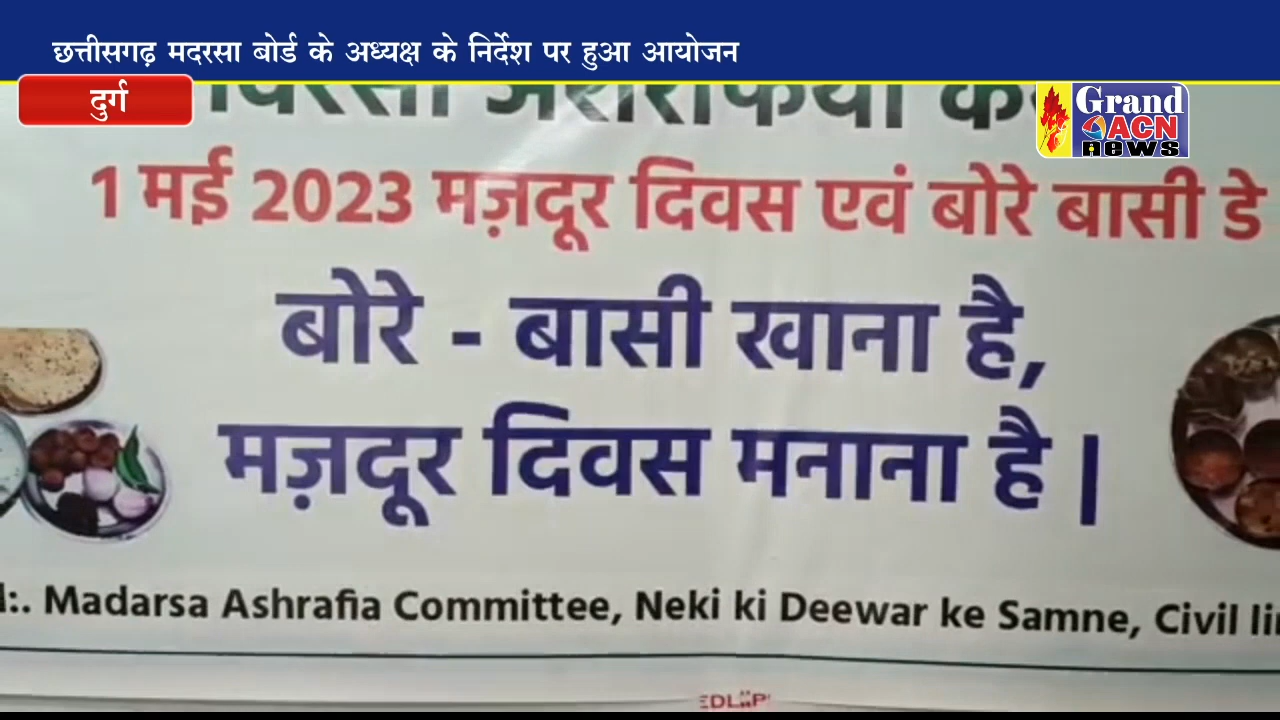 छत्तीसगढ़ मदरसा बोर्ड के अध्यक्ष के निर्देश पर हुआ आयोजन
दुर्ग
Grand
ACN
news
1 मई 2023 मज़दूर दिवस एवं बोरे बासी डे
बोरे - बासी खाना है,
मज़दूर दिवस मनाना है |
Madarsa Ashrafia Committee, Neki ki Deewar ke Samne, Civil